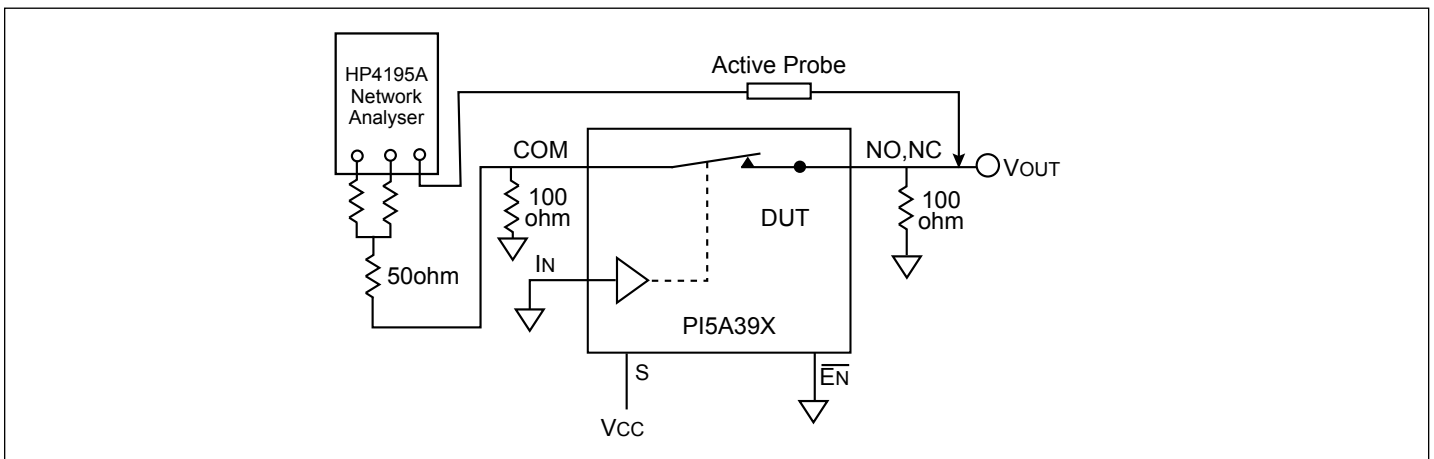 HP4195A
Network
Analyser
Active Probe
COM
NO,NC
VOUT
100
ohm
DUT
100
ohm
IN
50ohm
PI5A39X
S
EN
VCC